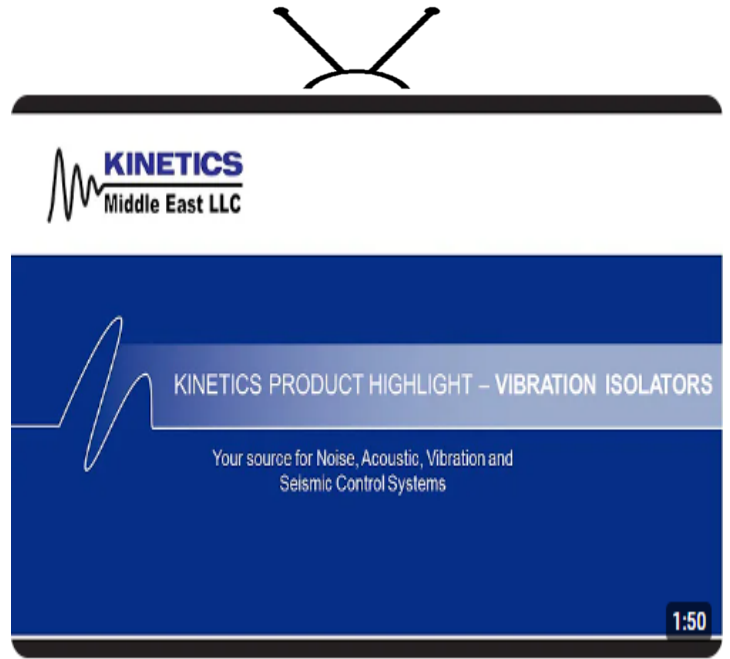 KINETICS
Middle East LLC
KINETICS PRODUCT HIGHLIGHT – VIBRATION ISOLATORS
Your source for Noise, Acoustic, Vibration and
Seismic Control Systems
1:50